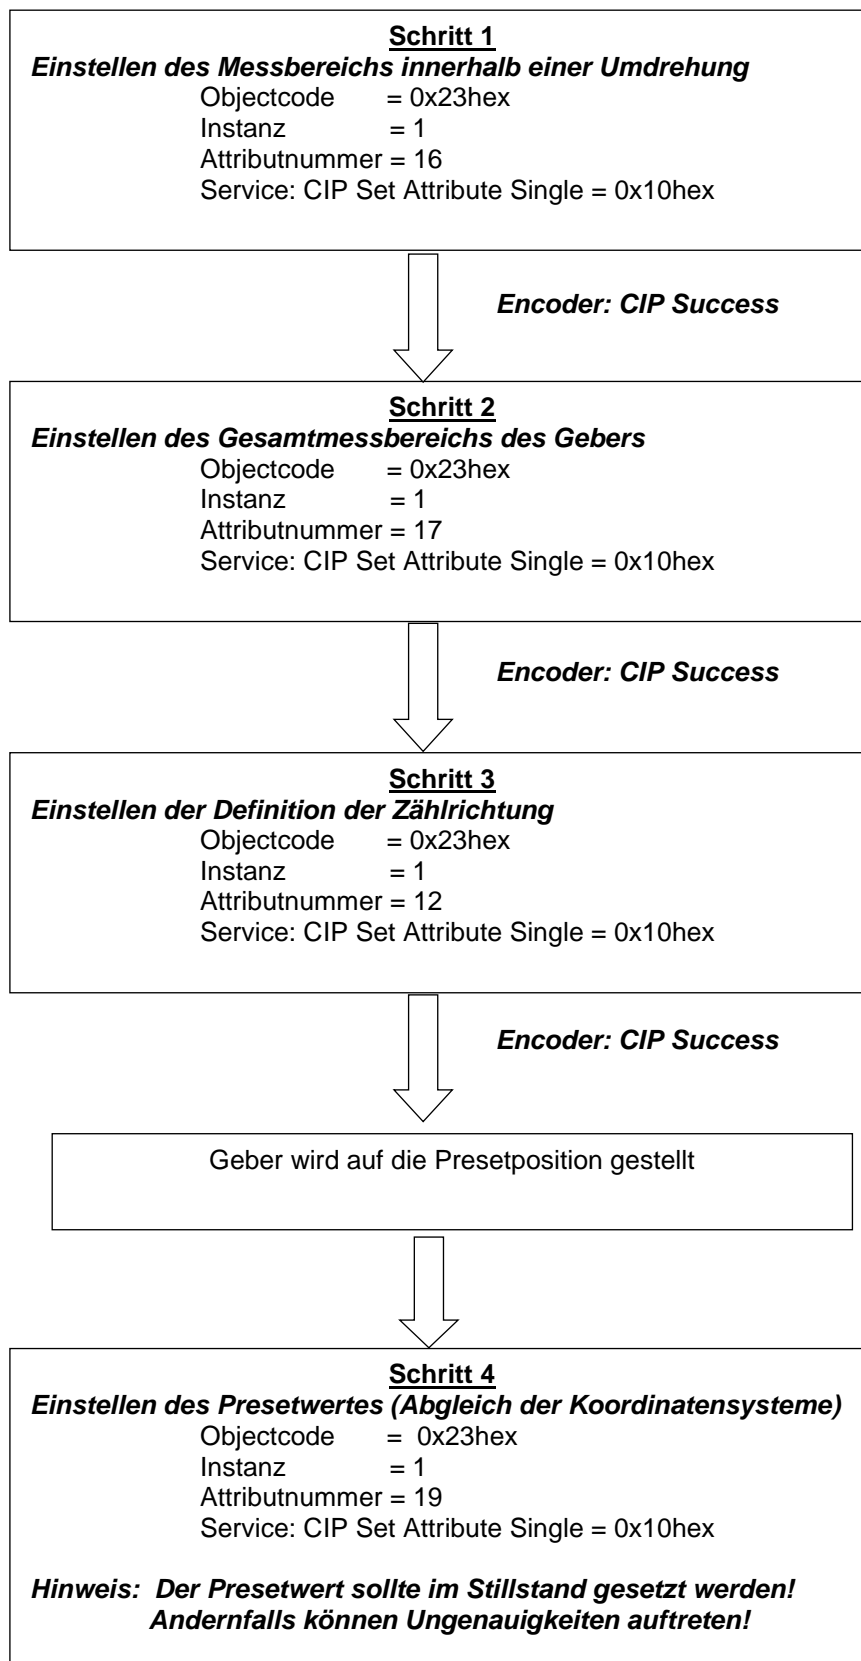 Schritt 1
Einstellen des Messbereichs innerhalb einer Umdrehung
Objectcode = 0x23hex
Instanz = 1
Attributnummer = 16
Service: CIP Set Attribute Single = 0x10hex
Encoder: CIP Success
Schritt 2
Einstellen des Gesamtmessbereichs des Gebers
Objectcode = 0x23hex
Instanz = 1
Attributnummer = 17
Service: CIP Set Attribute Single = 0x10hex
Encoder: CIP Success
Schritt 3
Einstellen der Definition der Zählrichtung
Objectcode = 0x23hex
Instanz = 1
Attributnummer = 12
Service: CIP Set Attribute Single = 0x10hex
Encoder: CIP Success
Geber wird auf die Presetposition gestellt
Schritt 4
Einstellen des Presetwertes (Abgleich der Koordinatensysteme)
Objectcode = 0x23hex
Instanz = 1
Attributnummer = 19
Service: CIP Set Attribute Single = 0x10hex
Hinweis: Der Presetwert sollte im Stillstand gesetzt werden!
Andernfalls können Ungenauigkeiten auftreten!